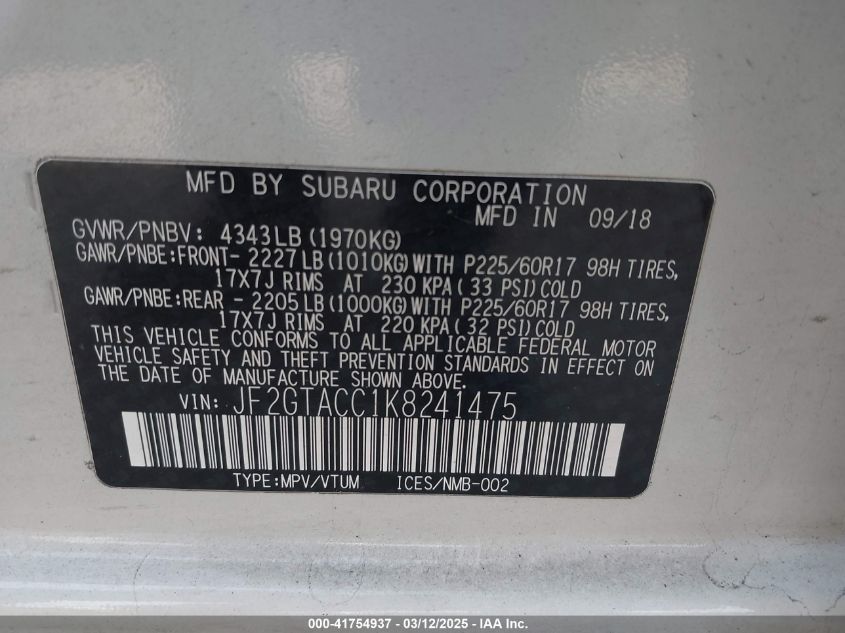 MFD BY SUBARU CORPORATION
MFD IN 09/18
GVWR/PNBV: 4343LB(1970KG)
GAWR/PNBE:FRONT- 2227LB(1010KG)WITH P225/60R17 98H TIRES,
17X7J RIMS AT 230 KPA(33 PSI)COLD
GAWR/PNBE:REAR - 2205LB(1000KG)WITH P225/60R17 98H TIRES,
17X7J RIMS AT 220 KPA(32 PSI)COLD
THIS VEHICLE CONFORMS TO ALL APPLICABLE FEDERAL MOTOR
VEHICLE SAFETY AND THEFT PREVENTION STANDARDS IN EFFECT ON
THE DATE OF MANUFACTURE SHOWN ABOVE.
VIN: JF2GTACC1K8241475
TYPE:MPV/VTUM ICES/NMB-002
000-41754937 - 03/12/2025 - IAA Inc.